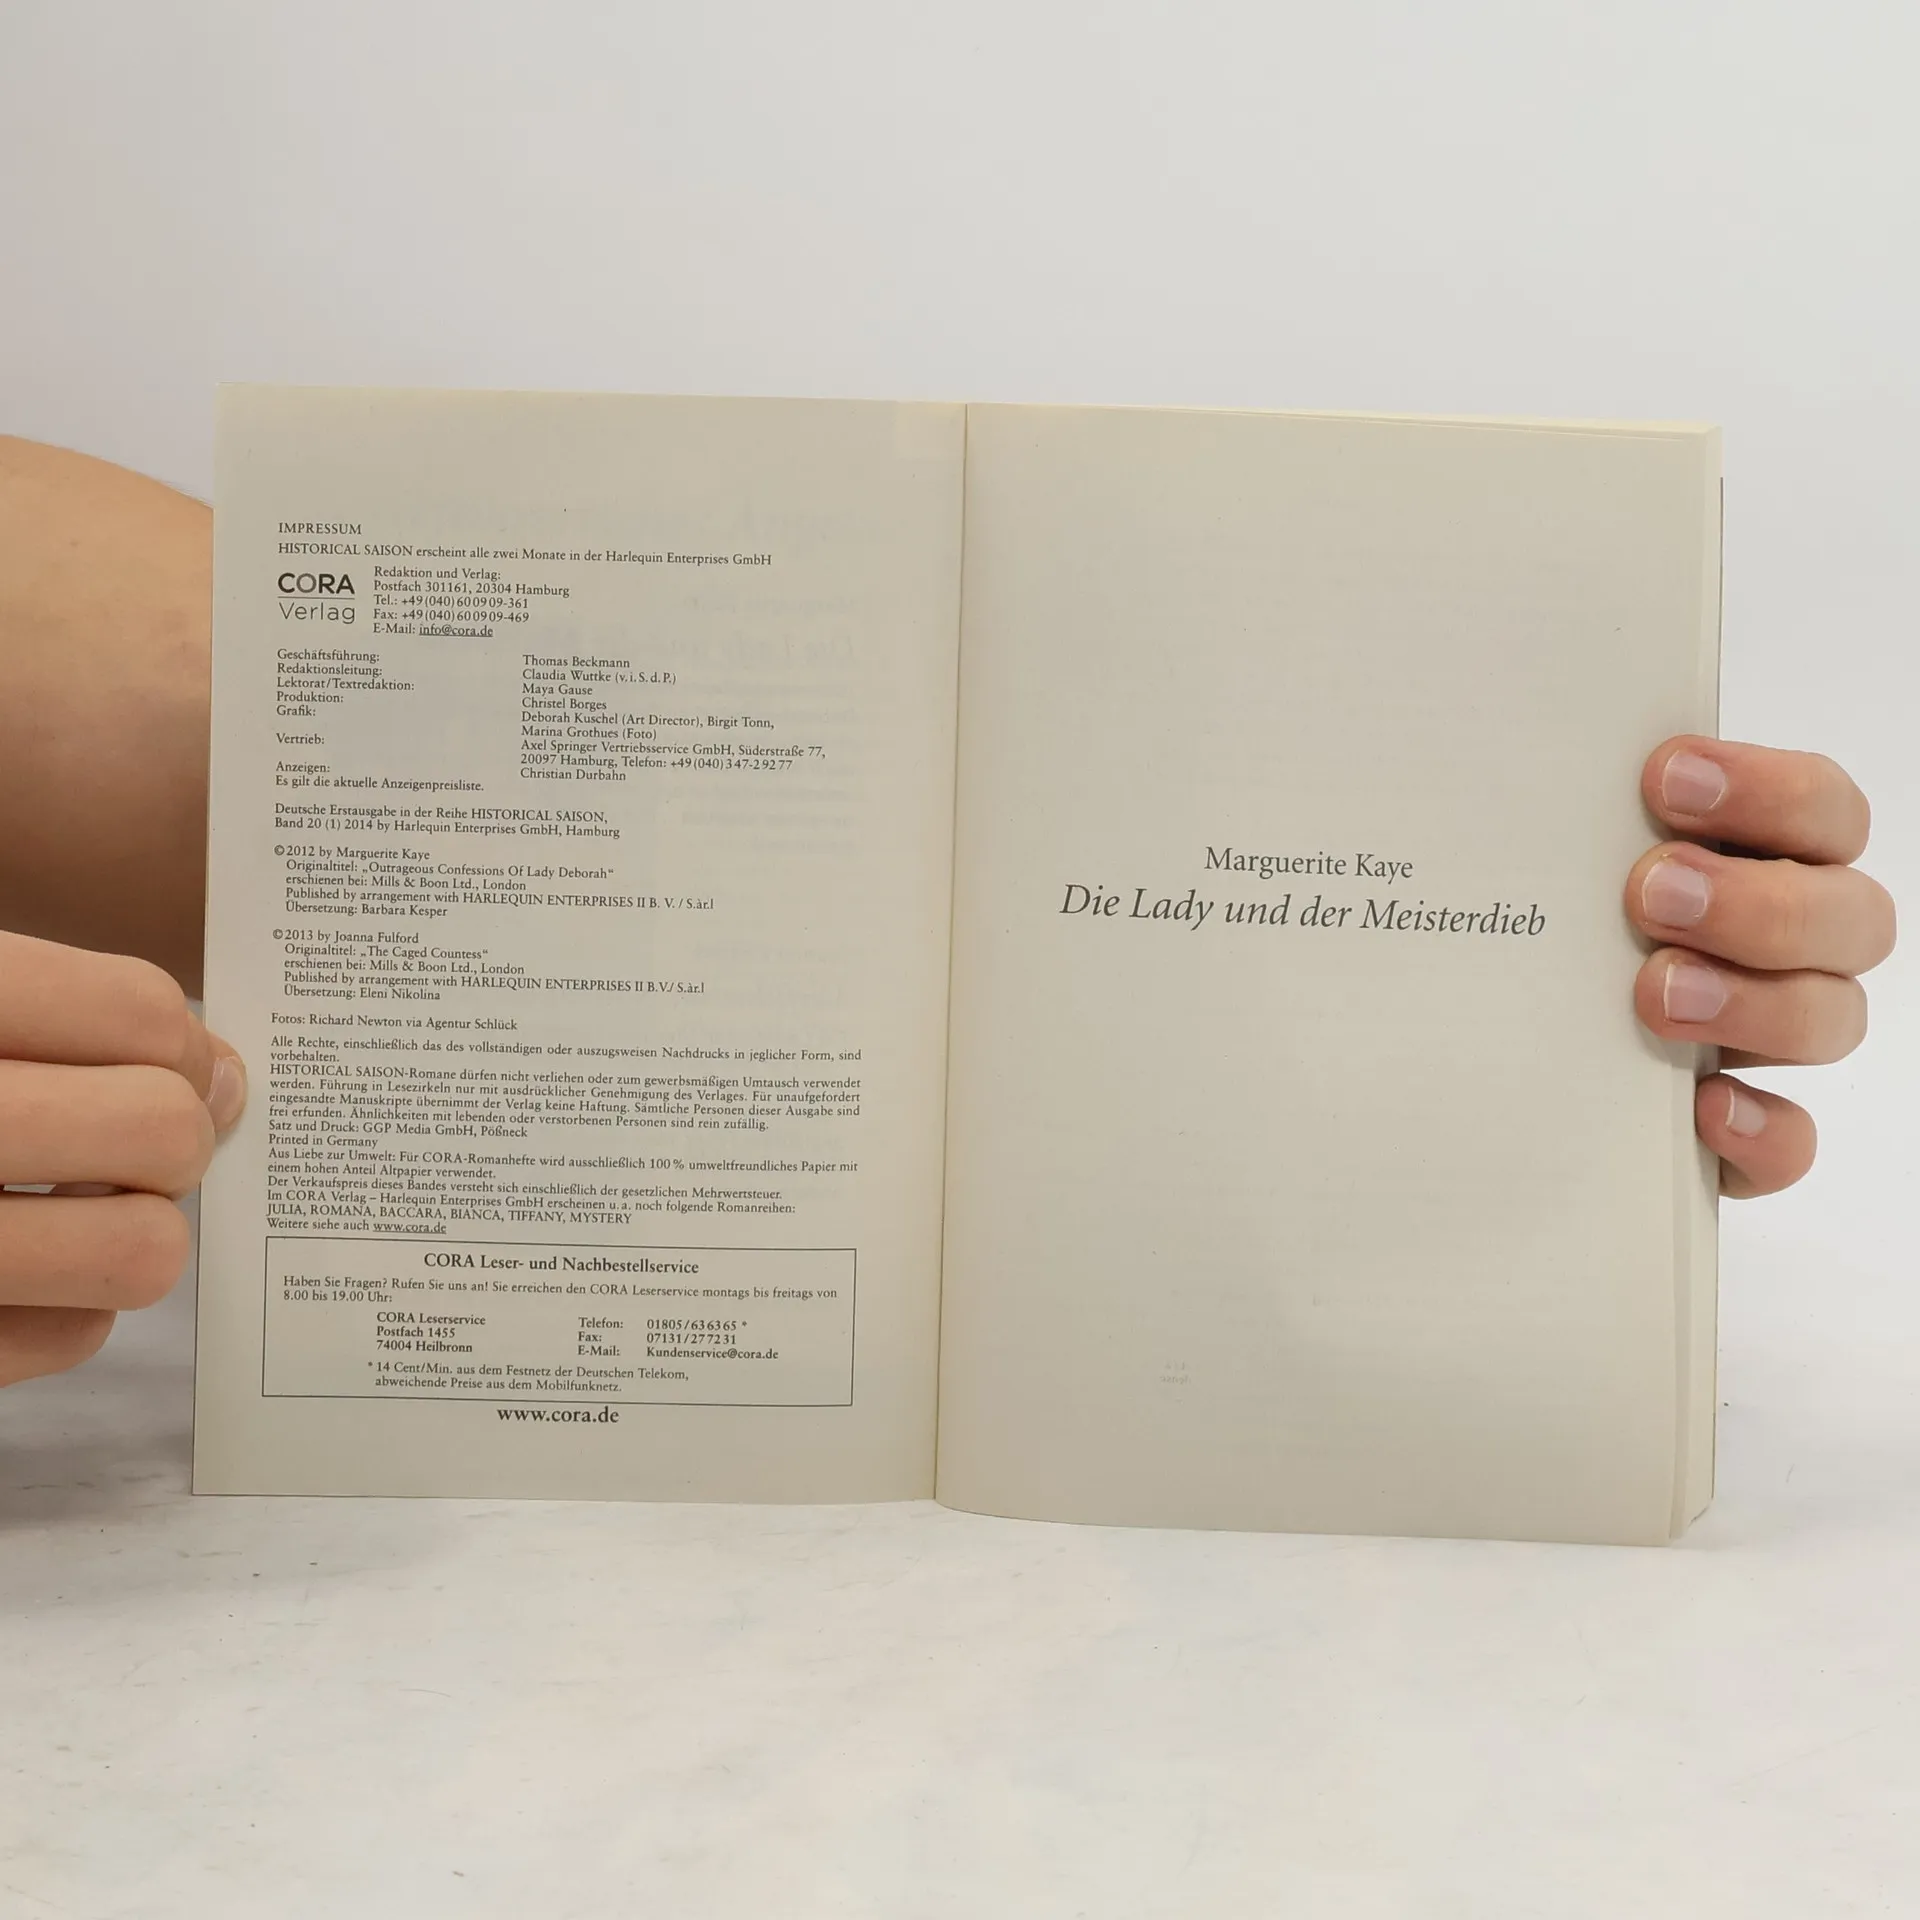 IMPRESSUM
HISTORICAL SAISON erscheint alle zwei Monate in der Harlequin Enterprises GmbH
CORA
Verlag
Redaktion und Verlag:
Postfach 301161, 20304 Hamburg
Tel.: +49(040)600909-361
Fax: +49(040)600909-469
E-Mail: info@cora.de
Geschäftsführung: Thomas Beckmann
Redaktionsleitung: Claudia Wuttke (v.i.S.d.P.)
Lektorat/Textredaktion: Maya Gause
Produktion: Christel Borges
Grafik: Deborah Kuschel (Art Director), Birgit Tonn,
Marina Grothues (Foto)
Vertrieb: Axel Springer Vertriebsservice GmbH, Süderstraße 77,
20097 Hamburg, Telefon: +49(040)347-29277
Anzeigen: Christian Durbahn
Es gilt die aktuelle Anzeigenpreisliste.
Deutsche Erstausgabe in der Reihe HISTORICAL SAISON,
Band 20 (1) 2014 by Harlequin Enterprises GmbH, Hamburg
©2012 by Marguerite Kaye
Originaltitel: „Outrageous Confessions Of Lady Deborah“
erschienen bei: Mills & Boon Ltd., London
Published by arrangement with HARLEQUIN ENTERPRISES II B. V. / S.àr.l
Übersetzung: Barbara Kesper
©2013 by Joanna Fulford
Originaltitel: „The Caged Countess“
erschienen bei: Mills & Boon Ltd., London
Published by arrangement with HARLEQUIN ENTERPRISES II B.V./ S.àr.l
Übersetzung: Eleni Nikolina
Fotos: Richard Newton via Agentur Schlück
Alle Rechte, einschließlich das des vollständigen oder auszugsweisen Nachdrucks in jeglicher Form, sind
vorbehalten.
HISTORICAL SAISON-Romane dürfen nicht verliehen oder zum gewerbsmäßigen Umtausch verwendet
werden. Führung in Lesezirkeln nur mit ausdrücklicher Genehmigung des Verlages. Für unaufgefordert
eingesandte Manuskripte übernimmt der Verlag keine Haftung. Sämtliche Personen dieser Ausgabe sind
frei erfunden. Ähnlichkeiten mit lebenden oder verstorbenen Personen sind rein zufällig.
Satz und Druck: GGP Media GmbH, Pößneck
Printed in Germany
Aus Liebe zur Umwelt: Für CORA-Romanhefte wird ausschließlich 100% umweltfreundliches Papier mit
einem hohen Anteil Altpapier verwendet.
Der Verkaufspreis dieses Bandes versteht sich einschließlich der gesetzlichen Mehrwertsteuer.
Im CORA Verlag – Harlequin Enterprises GmbH erscheinen u.a. noch folgende Romanreihen:
JULIA, ROMANA, BACCARA, BIANCA, TIFFANY, MYSTERY
Weitere siehe auch www.cora.de
CORA Leser- und Nachbestellservice
Haben Sie Fragen? Rufen Sie uns an! Sie erreichen den CORA Leserservice montags bis freitags von
8.00 bis 19.00 Uhr:
CORA Leserservice
Postfach 1455
74004 Heilbronn
Telefon: 01805/636365 *
Fax: 07131/277231
E-Mail: Kundenservice@cora.de
* 14 Cent/Min. aus dem Festnetz der Deutschen Telekom,
abweichende Preise aus dem Mobilfunknetz.
www.cora.de
Marguerite Kaye
Die Lady und der Meisterdieb